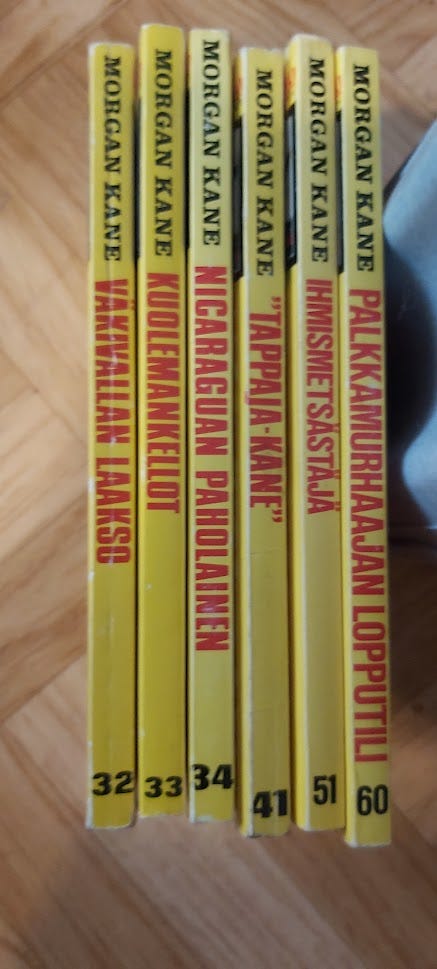 MORGAN KANE VÄKIVALLAN LAAKSO 32
MORGAN KANE KUOLEMANKELLOT 33
MORGAN KANE NICARAGUAN PAHOLAINEN 34
MORGAN KANE "TAPPAJA-KANE" 41
MORGAN KANE IHMISMETSÄSTÄJÄ 51
MORGAN KANE PALKKAMURHAAJAN LOPPUTILI 60